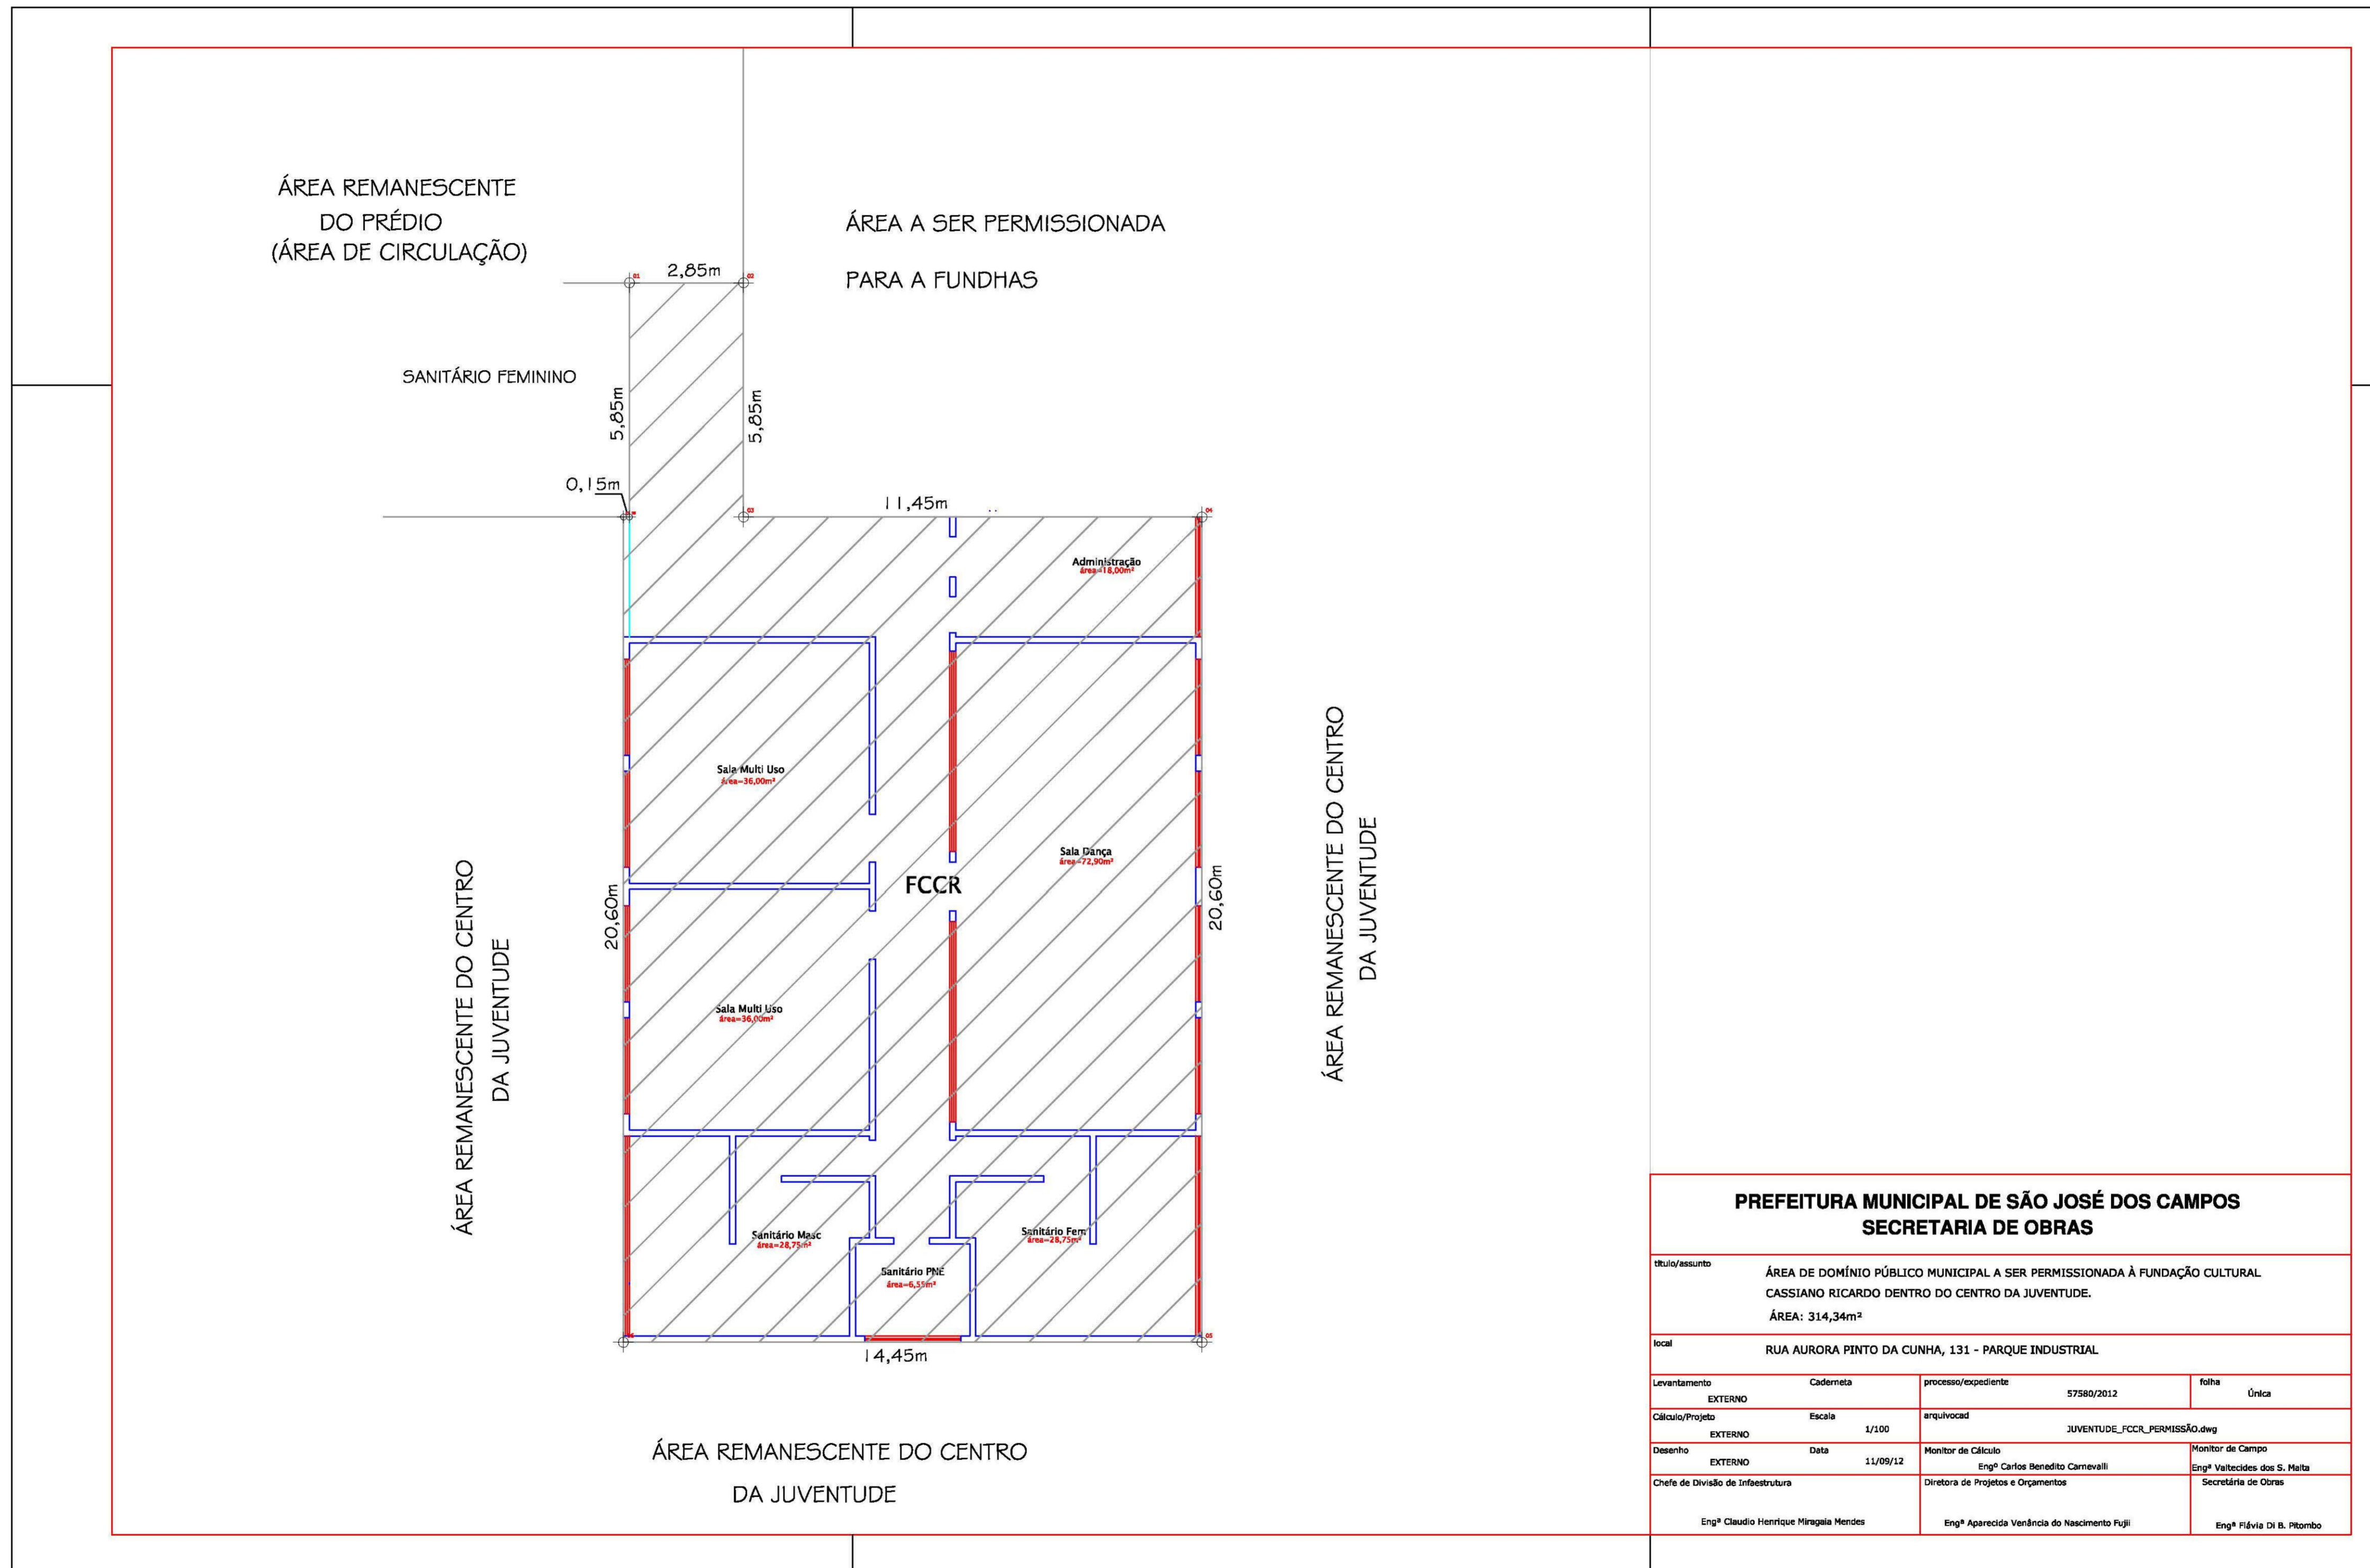 ÁREA REMANESCENTE
DO PRÉDIO
(ÁREA DE CIRCULAÇÃO)
ÁREA A SER PERMISSIONADA
PARA A FUNDHAS
01
2,85m
02
SANITÁRIO FEMININO
5,85m
5,85m
0,15m
03
11,45m
04
Administração
área=18,00m²
Sala Multi Uso
área=36,00m²
Sala Dança
área=72,90m²
FCCR
20,60m
20,60m
ÁREA REMANESCENTE DO CENTRO
DA JUVENTUDE
ÁREA REMANESCENTE DO CENTRO
DA JUVENTUDE
Sala Multi Uso
área=36,00m²
Sanitário Masc
área=28,75m²
Sanitário Fem
área=28,75m²
Sanitário PNE
área=6,55m²
05
14,45m
ÁREA REMANESCENTE DO CENTRO
DA JUVENTUDE
PREFEITURA MUNICIPAL DE SÃO JOSÉ DOS CAMPOS
SECRETARIA DE OBRAS
título/assunto
ÁREA DE DOMÍNIO PÚBLICO MUNICIPAL A SER PERMISSIONADA À FUNDAÇÃO CULTURAL
CASSIANO RICARDO DENTRO DO CENTRO DA JUVENTUDE.
ÁREA: 314,34m²
local
RUA AURORA PINTO DA CUNHA, 131 - PARQUE INDUSTRIAL
Levantamento
EXTERNO
Caderneta
processo/expediente
57580/2012
folha
Única
Cálculo/Projeto
EXTERNO
Escala
1/100
arquivocad
JUVENTUDE_FCCR_PERMISSÃO.dwg
Desenho
EXTERNO
Data
11/09/12
Monitor de Cálculo
Engº Carlos Benedito Carnevalli
Monitor de Campo
Engª Valtecides dos S. Malta
Chefe de Divisão de Infaestrutura
Engª Claudio Henrique Miragaia Mendes
Diretora de Projetos e Orçamentos
Engª Aparecida Venância do Nascimento Fujii
Secretária de Obras
Engª Flávia Di B. Pitombo